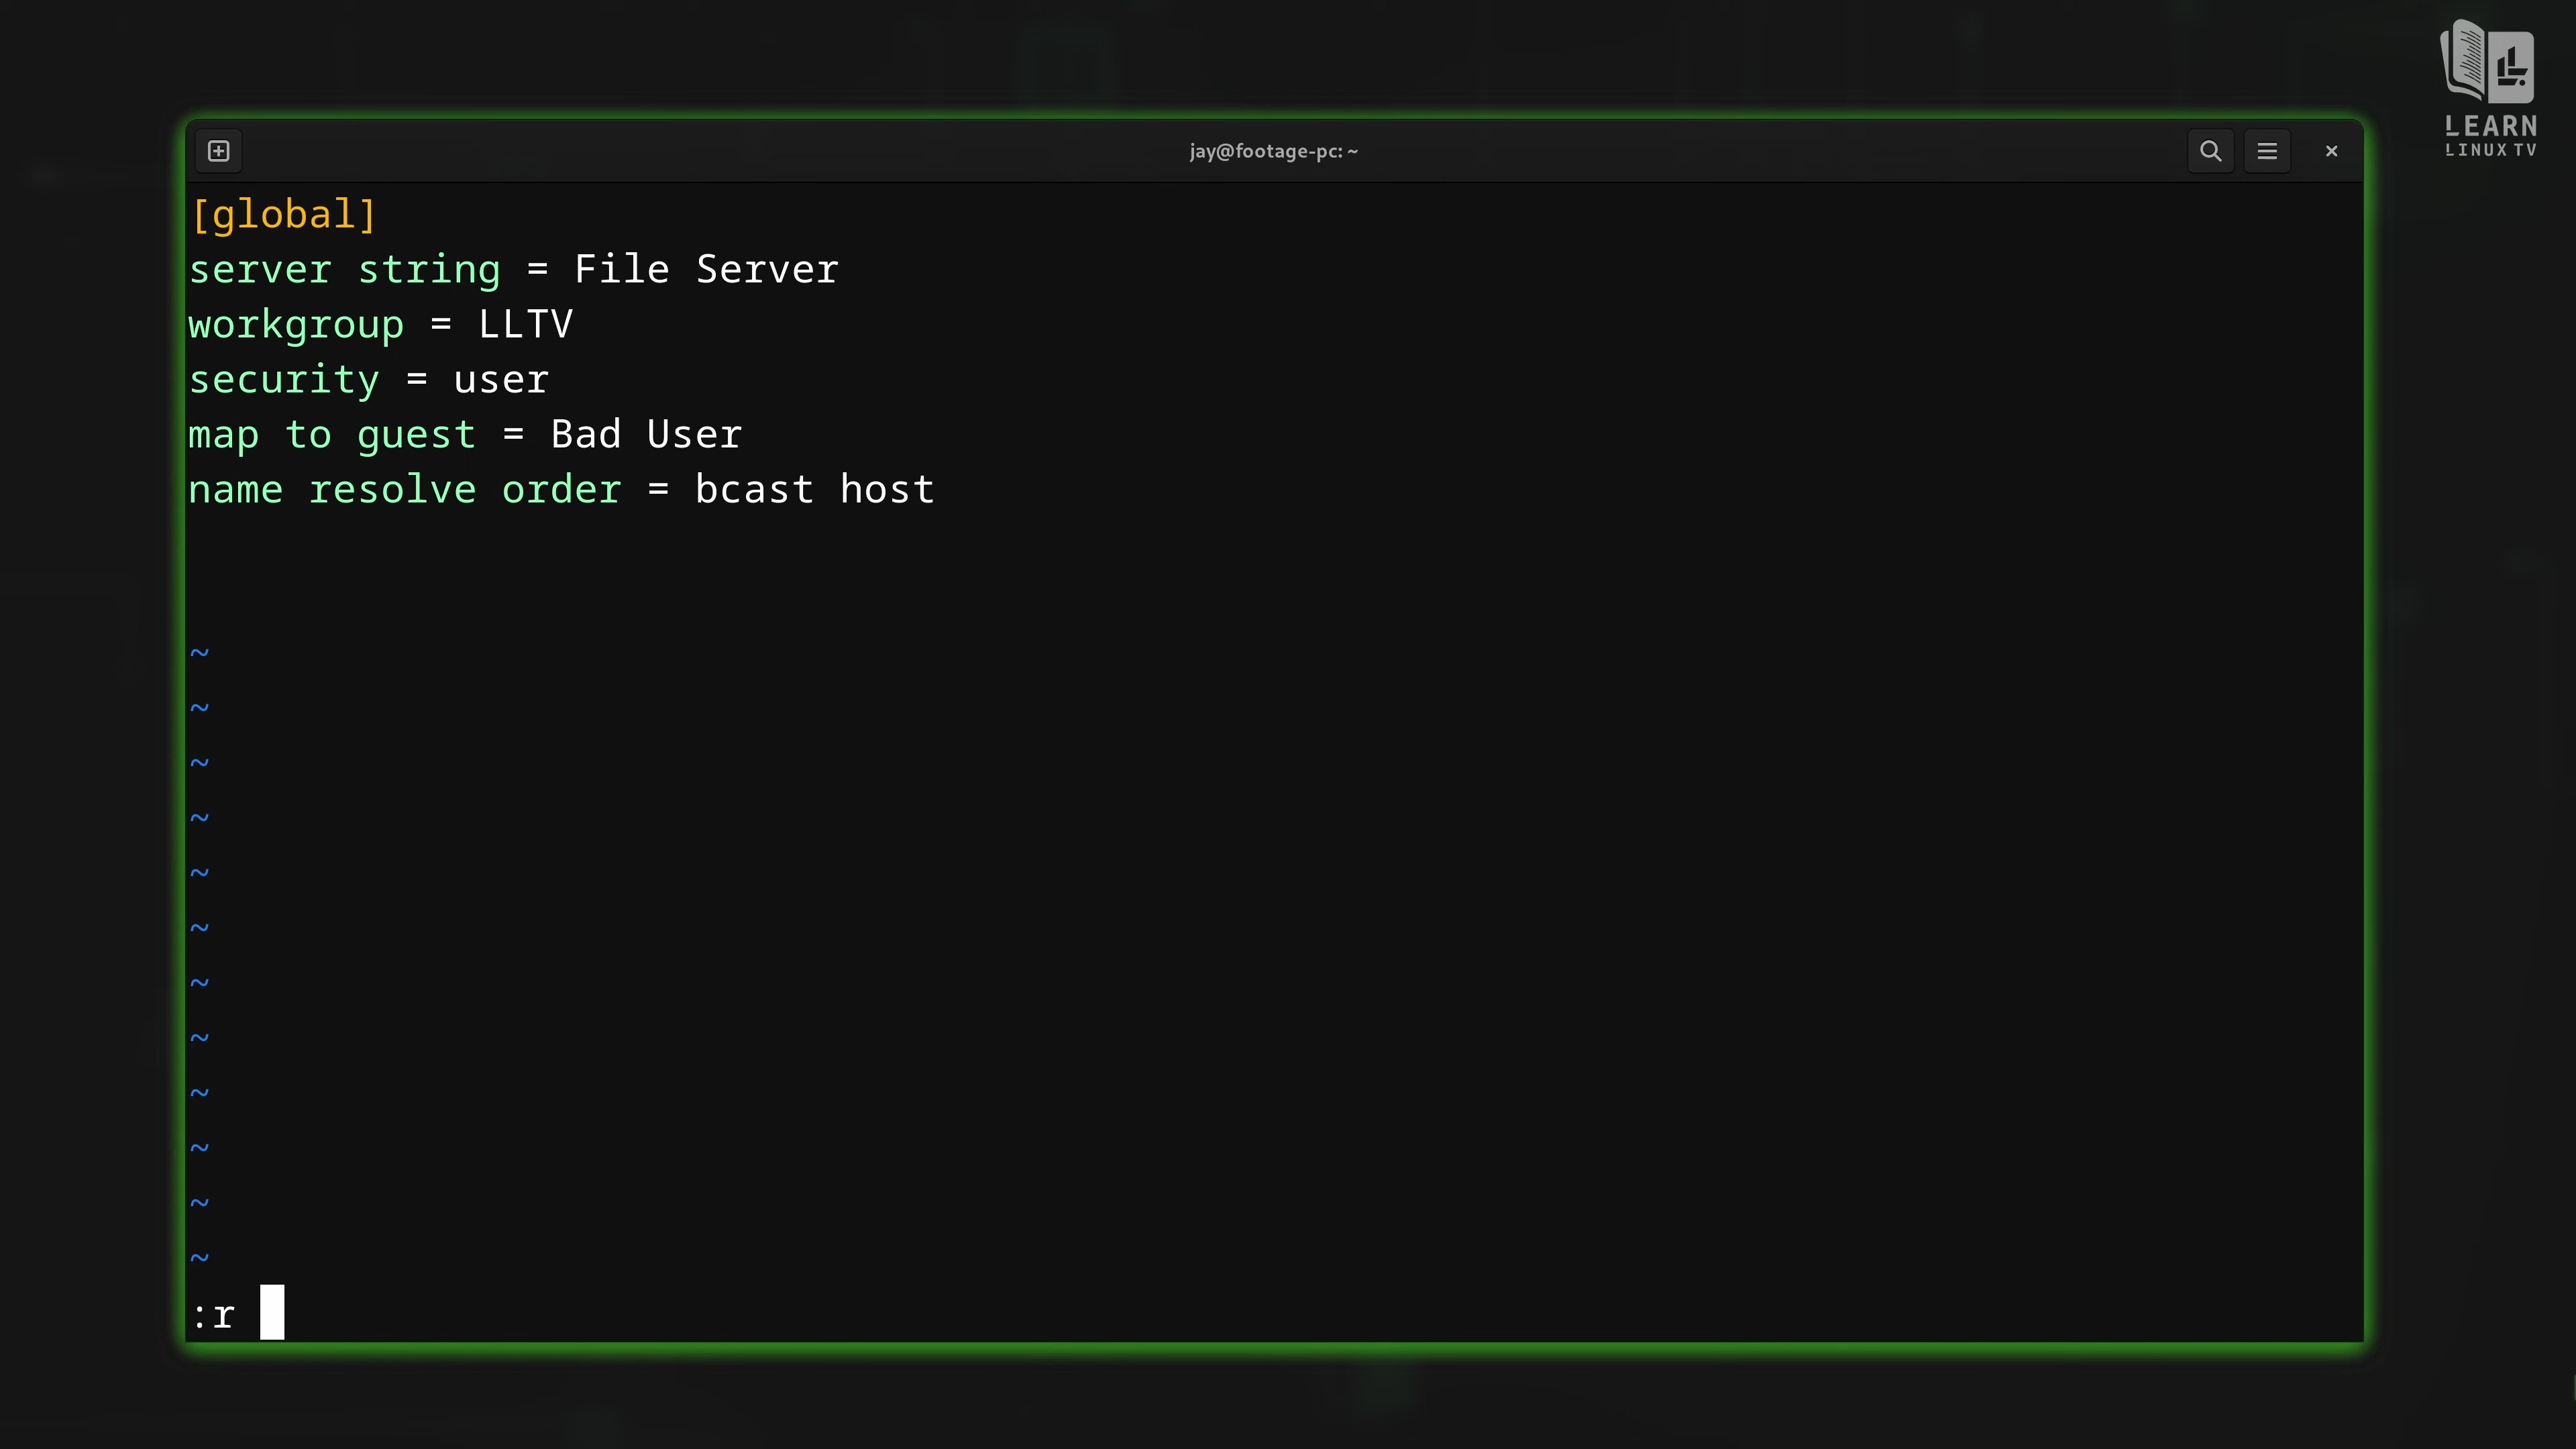 LEARN
LINUX TV
jay@footage-pc: ~
[global]
server string = File Server
workgroup = LLTV
security = user
map to guest = Bad User
name resolve order = bcast host
~
~
~
~
~
~
~
~
~
~
~
~
:r